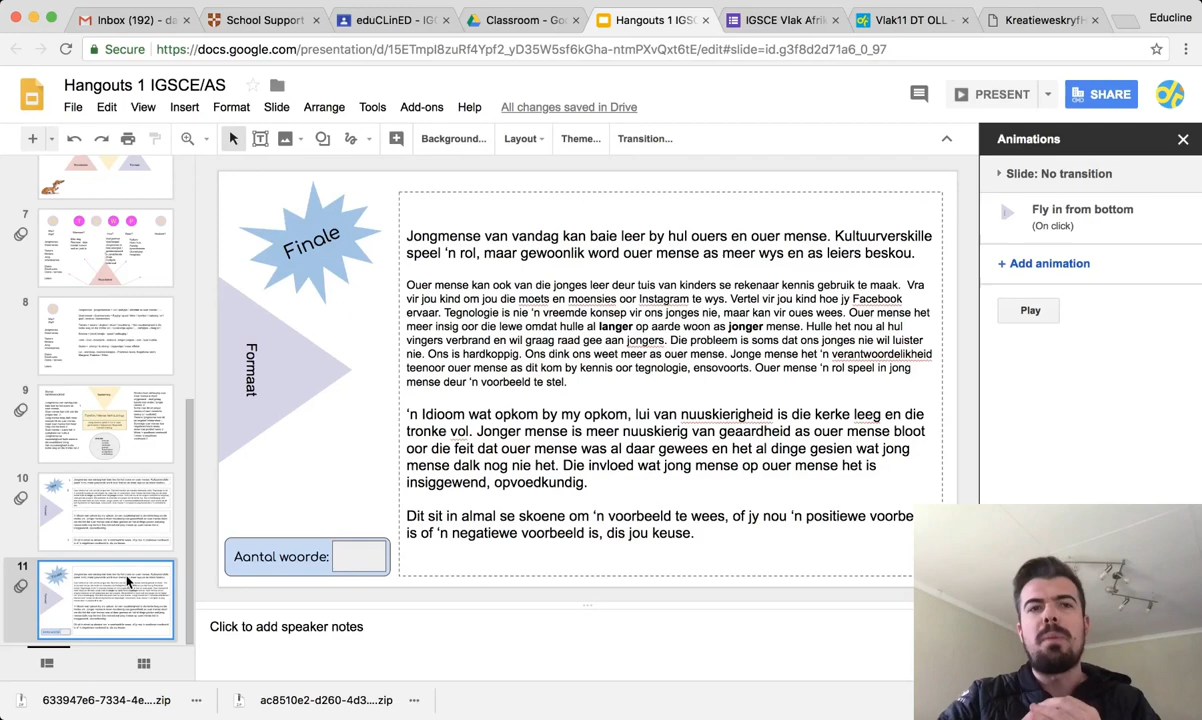 Inbox (192) - da
School Support
eduCLinED - IGC
Classroom - Goo
Hangouts 1 IGSC
IGSCE Vlak Afrik
Vlak11 DT OLL -
KreatieweskryfH
Educline
Secure
https://docs.google.com/presentation/d/15ETmpI8zuRf4Ypf2_yD35W5sf6kGha-ntmPXvQxt6tE/edit#slide=id.g3f8d2d71a6_0_97
Hangouts 1 IGSCE/AS
PRESENT
SHARE
File Edit View Insert Format Slide Arrange Tools Add-ons Help All changes saved in Drive
Background... Layout Theme... Transition...
Animations
Slide: No transition
Fly in from bottom
(On click)
+ Add animation
Play
7
8
9
10
11
Finale
Formaat
Jongmense van vandag kan baie leer by hul ouers en ouer mense. Kultuurverskille
speel 'n rol, maar gewoonlik word ouer mense as meer wys en as leiers beskou.
Ouer mense kan ook van die jonges leer deur tuis van kinders se rekenaar kennis gebruik te maak. Vra
vir jou kind om jou die moets en moensies oor Instagram te wys. Vertel vir jou kind hoe jy Facebook
ervaar. Tegnologie is nie 'n vreemde konsep vir ons jonges nie, maar kan vir oues wees. Ouer mense het
meer insig oor die lewe omdat hulle al langer op aarde woon as jonger mense. Hulle het nou al hul
vingers verbrand en wil graag raad gee aan jongers. Die probleem is soms dat ons jonges nie wil luister
nie. Ons is hardkoppig. Ons dink ons weet meer as ouer mense. Jonge mense het 'n verantwoordelikheid
teenoor ouer mense as dit kom by kennis oor tegnologie, ensovoorts. Ouer mense 'n rol speel in jong
mense deur 'n voorbeeld te stel.
'n Idioom wat opkom by my opkom, lui van nuuskierigheid is die kerke leeg en die
tronke vol. Jonger mense is meer nuuskierig van geaardheid as ouer mense bloot
oor die feit dat ouer mense was al daar gewees en het al dinge gesien wat jong
mense dalk nog nie het. Die invloed wat jong mense op ouer mense het is
insiggewend, opvoedkundig.
Dit sit in almal se skoene om 'n voorbeeld te wees, of jy nou 'n positiewe voorbe
is of 'n negatiewe voorbeeld is, dis jou keuse.
Aantal woorde:
Click to add speaker notes
633947e6-7334-4e....zip
ac8510e2-d260-4d3....zip